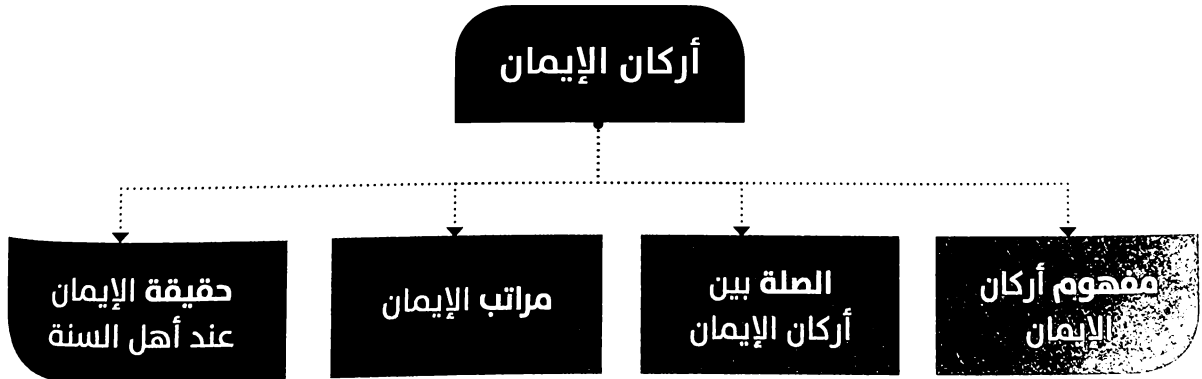 أركان الإيمان
مفهوم أركان
الإيمان
الصلة بين
أركان الإيمان
مراتب الإيمان
حقيقة الإيمان
عند أهل السنة